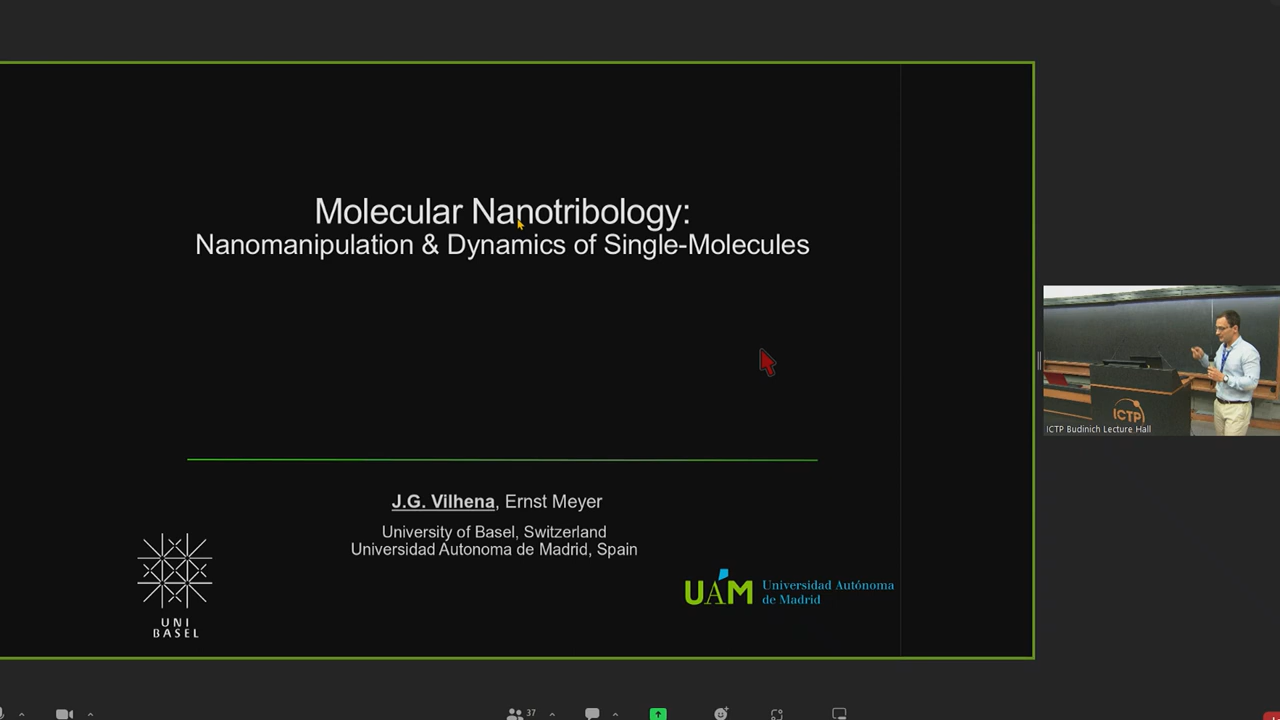 Molecular Nanotribology:
Nanomanipulation & Dynamics of Single-Molecules
J.G. Vilhena, Ernst Meyer
University of Basel, Switzerland
Universidad Autonoma de Madrid, Spain
UNI
BASEL
UAM Universidad Autónoma
de Madrid
ICTP
ICTP Budinich Lecture Hall
37